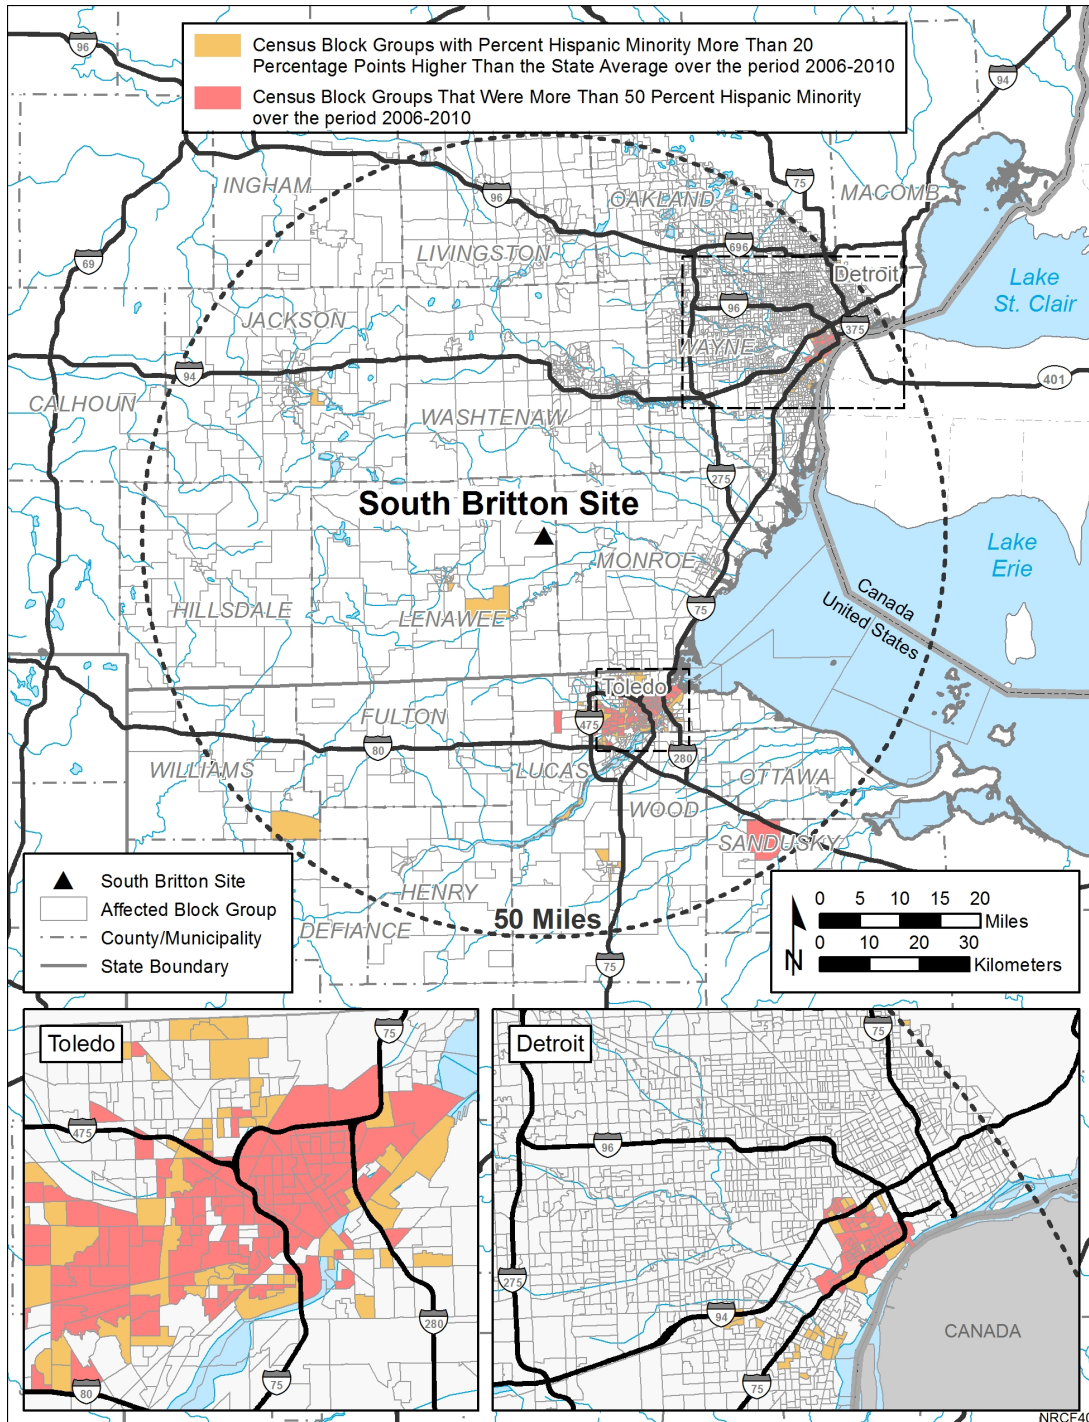 Census Block Groups with Percent Hispanic Minority More Than 20
Percentage Points Higher Than the State Average over the period 2006-2010
Census Block Groups That Were More Than 50 Percent Hispanic Minority
over the period 2006-2010
96
94
75
MACOMB
INGHAM
96
OAKLAND
LIVINGSTON
696
69
Detroit
Lake
St. Clair
96
JACKSON
375
WAYNE
94
401
CALHOUN
WASHTENAW
275
South Britton Site
Lake
Erie
MONROE
Canada
United States
HILLSDALE
LENAWEE
75
Toledo
FULTON
475
80
280
WILLIAMS
LUCAS
OTTAWA
WOOD
SANDUSKY
HENRY
50 Miles
DEFIANCE
75
South Britton Site
Affected Block Group
County/Municipality
State Boundary
0 5 10 15 20
Miles
0 10 20 30
Kilometers
N
Toledo
75
475
280
75
80
Detroit
75
96
275
94
CANADA
75